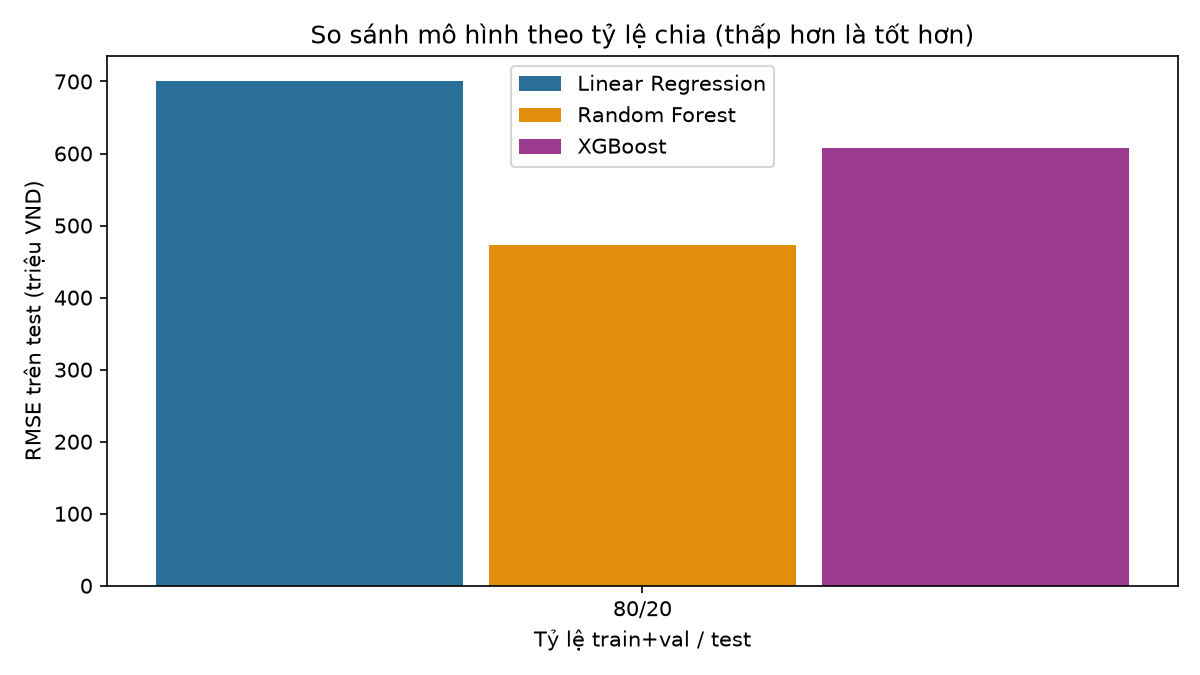 So sánh mô hình theo tỷ lệ chia (thấp hơn là tốt hơn)
Linear Regression
Random Forest
XGBoost
RMSE trên test (triệu VND)
700
600
500
400
300
200
100
0
80/20
Tỷ lệ train+val / test